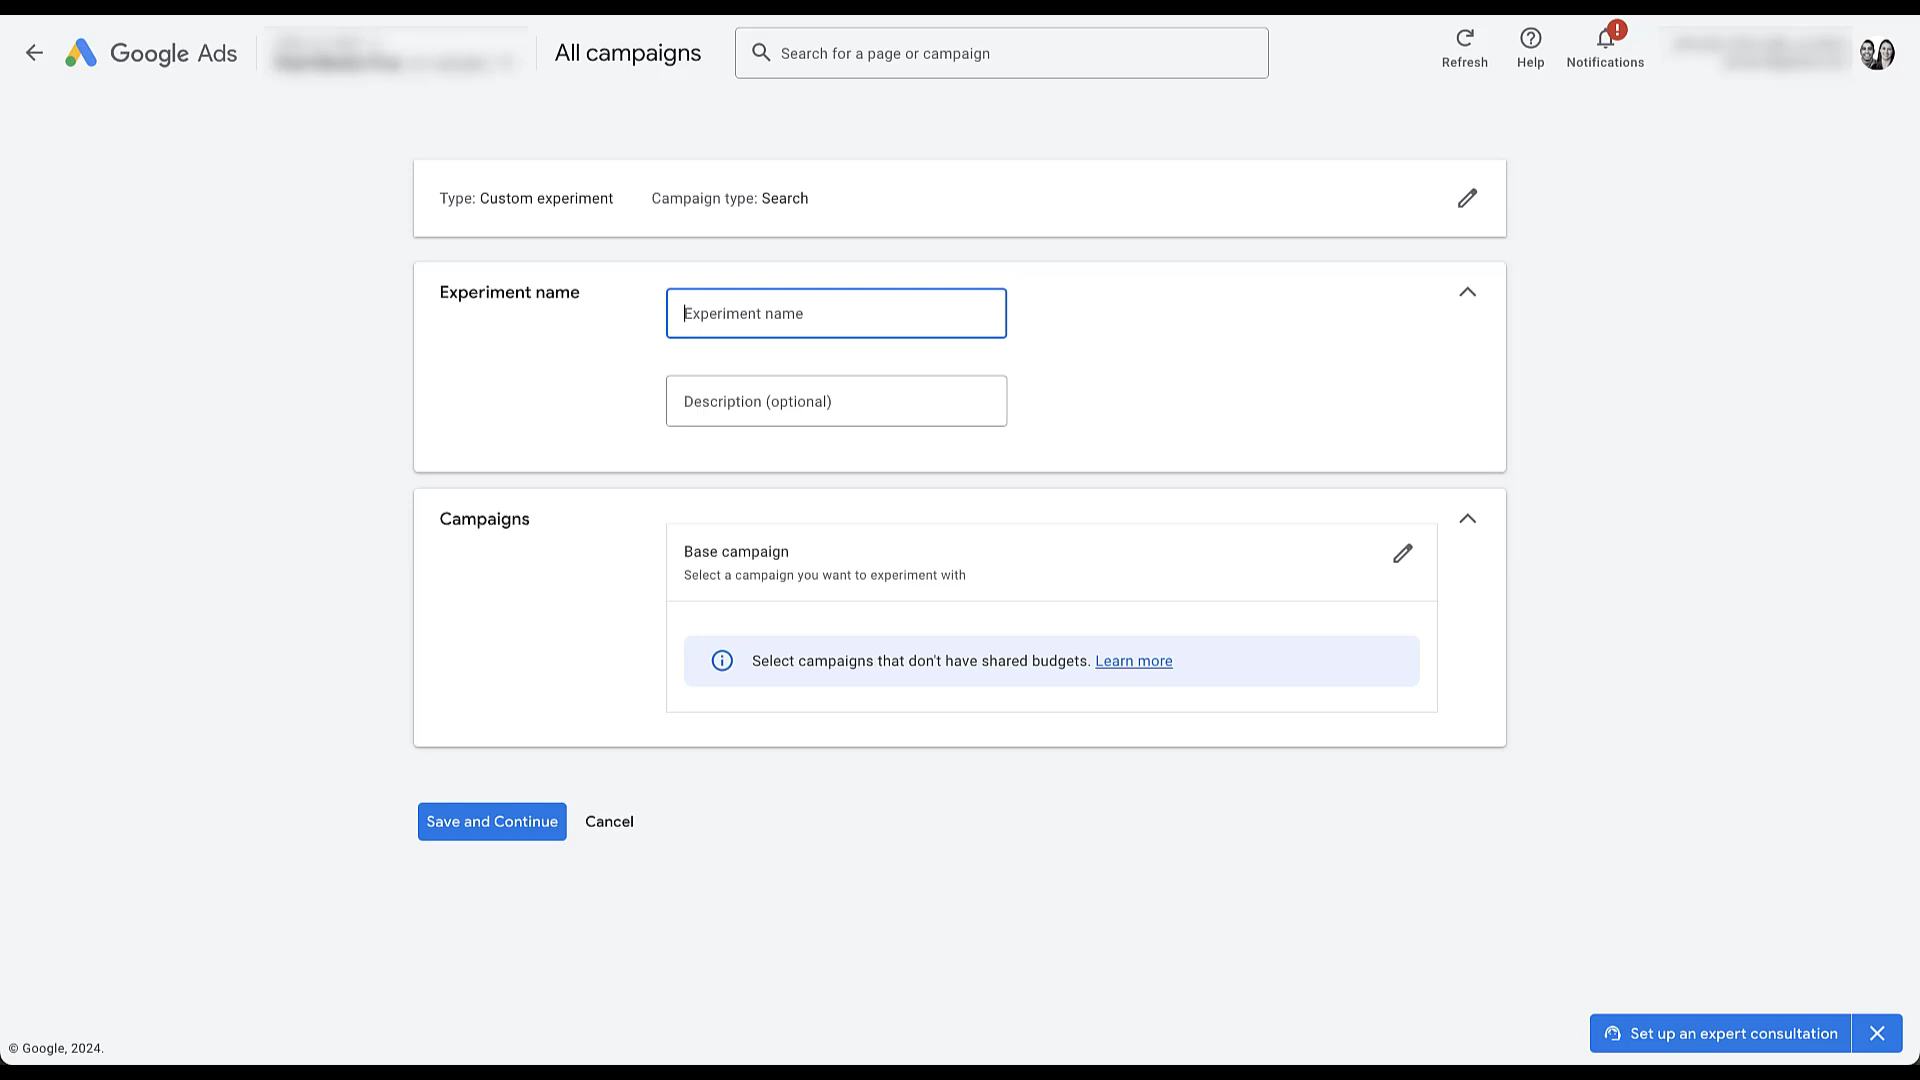 Google Ads
All campaigns
Search for a page or campaign
Refresh
Help
Notifications
Type: Custom experiment
Campaign type: Search
Experiment name
Experiment name
Description (optional)
Campaigns
Base campaign
Select a campaign you want to experiment with
Select campaigns that don't have shared budgets. Learn more
Save and Continue
Cancel
Set up an expert consultation
© Google, 2024.